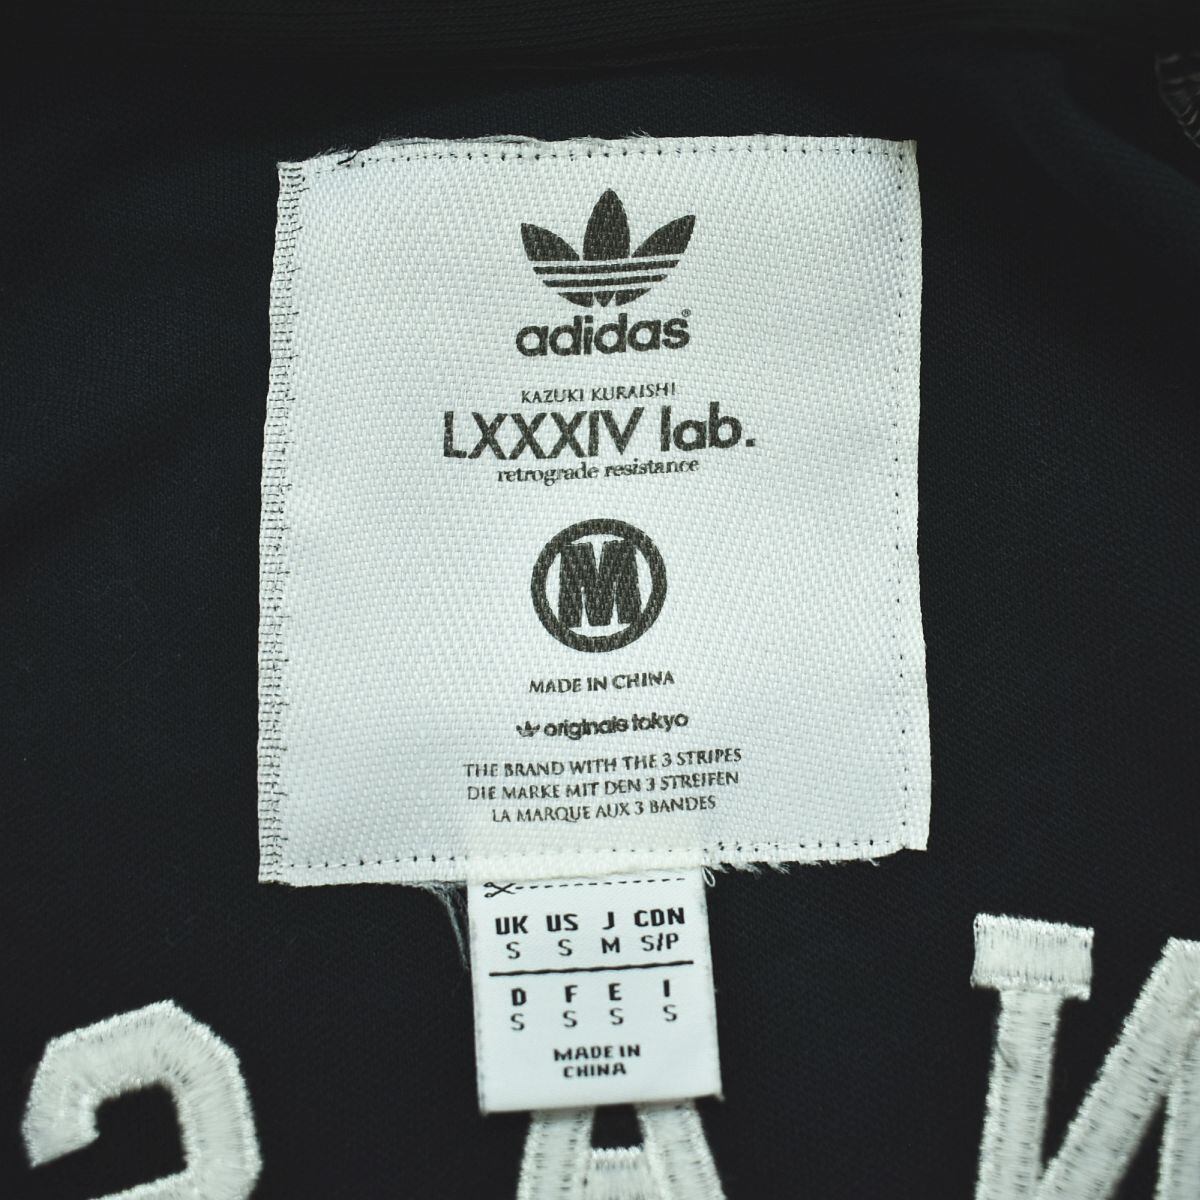 adidas®
KAZUKI KURAISHI
LXXXIV lab.
retrograde resistance
M
MADE IN CHINA
originals tokyo
THE BRAND WITH THE 3 STRIPES
DIE MARKE MIT DEN 3 STREIFEN
LA MARQUE AUX 3 BANDES
UK US J CDN
S S M S/P
D F E I
S S S S
MADE IN
CHINA